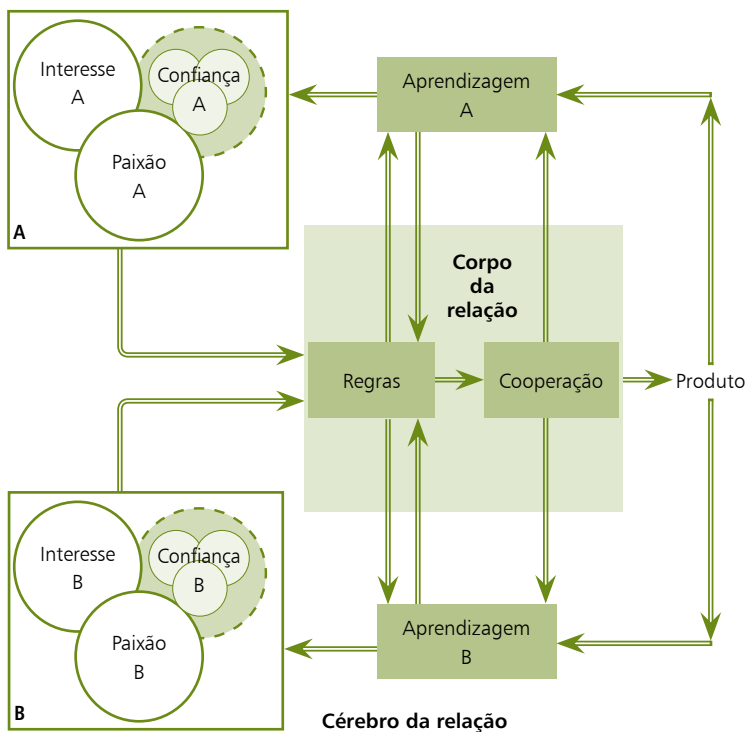 Interesse
A
Confiança
A
Paixão
A
A
Aprendizagem
A
Corpo
da
relação
Regras
Cooperação
Produto
Interesse
B
Confiança
B
Paixão
B
B
Aprendizagem
B
Cérebro da relação